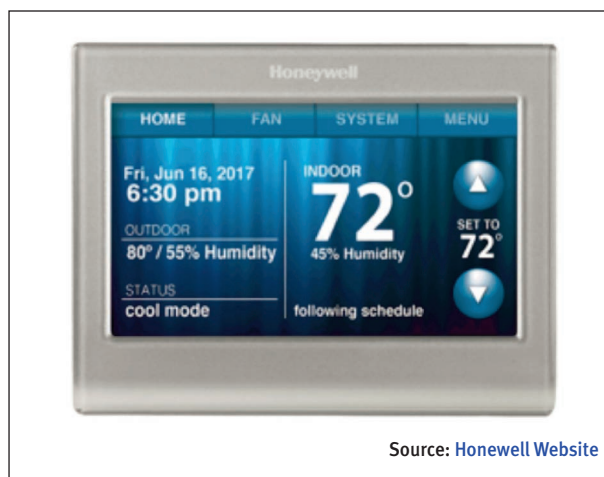 Honeywell
HOME FAN SYSTEM MENU
Fri, Jun 16, 2017
6:30 pm
OUTDOOR
80° / 55% Humidity
STATUS
cool mode
INDOOR
72°
45% Humidity
following schedule
SET TO
72°
Source: Honewell Website